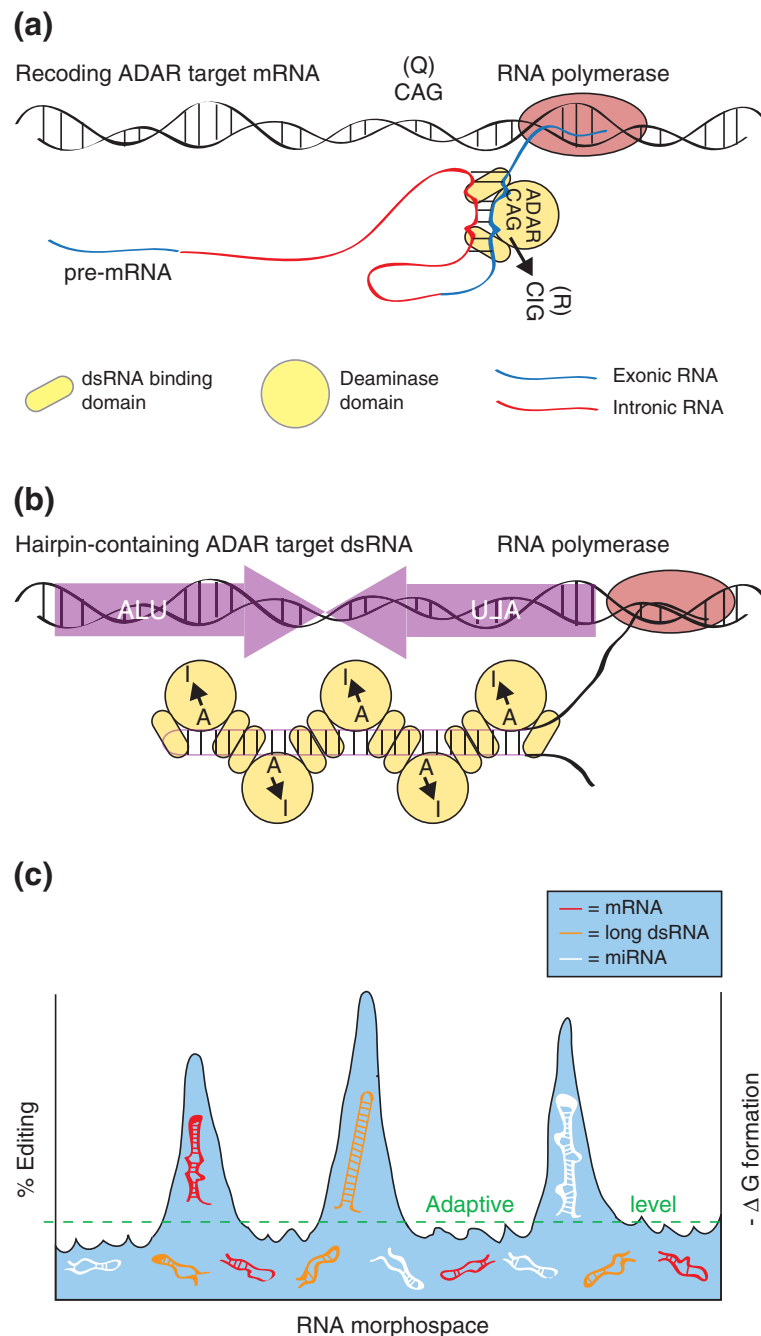 (a)
Recoding ADAR target mRNA
(Q)
CAG
RNA polymerase
ADAR
CAG
pre-mRNA
(R)
CIG
dsRNA binding
domain
Deaminase
domain
Exonic RNA
Intronic RNA
(b)
Hairpin-containing ADAR target dsRNA
RNA polymerase
ALU
ALU
I
A
I
A
I
A
A
I
A
I
(c)
= mRNA
= long dsRNA
= miRNA
% Editing
Adaptive level
- Δ G formation
RNA morphospace